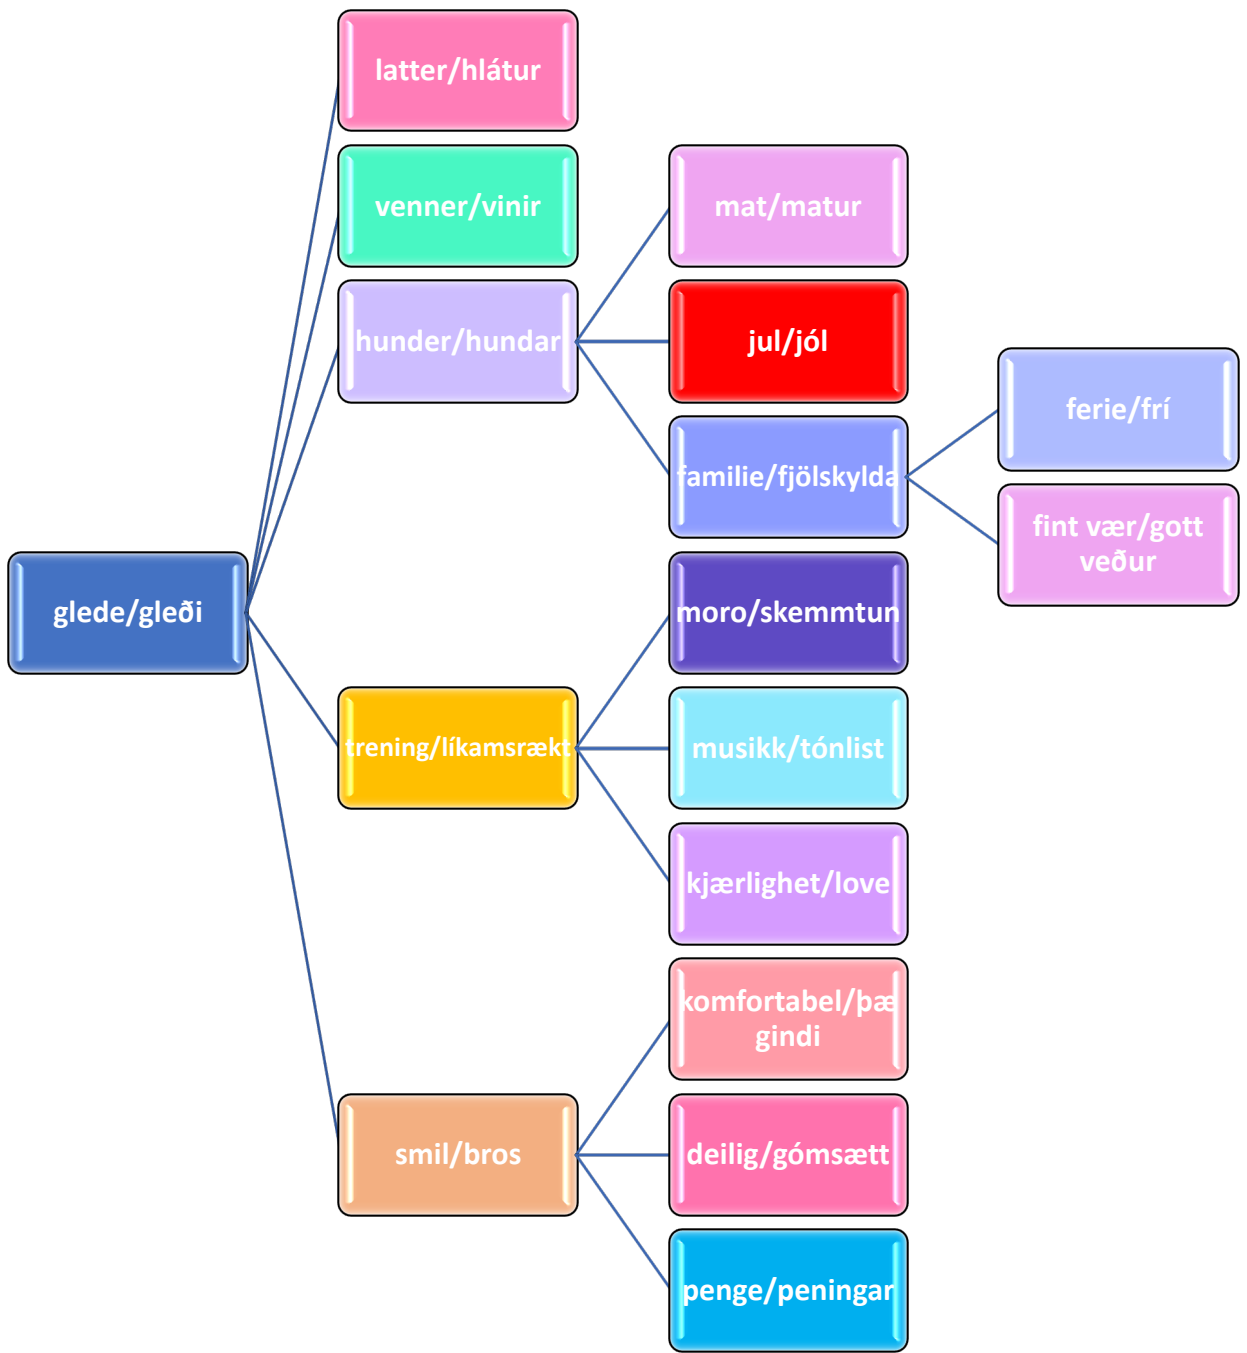 latter/hlátur
venner/vinir
mat/matur
hunder/hundar
jul/jól
ferie/frí
familie/fjölskylda
fint vær/gott
veður
glede/gleði
moro/skemmtun
trening/líkamsrækt
musikk/tónlist
kjærlighet/love
komfortabel/þæ
gindi
smil/bros
deilig/gómsætt
penge/peningar